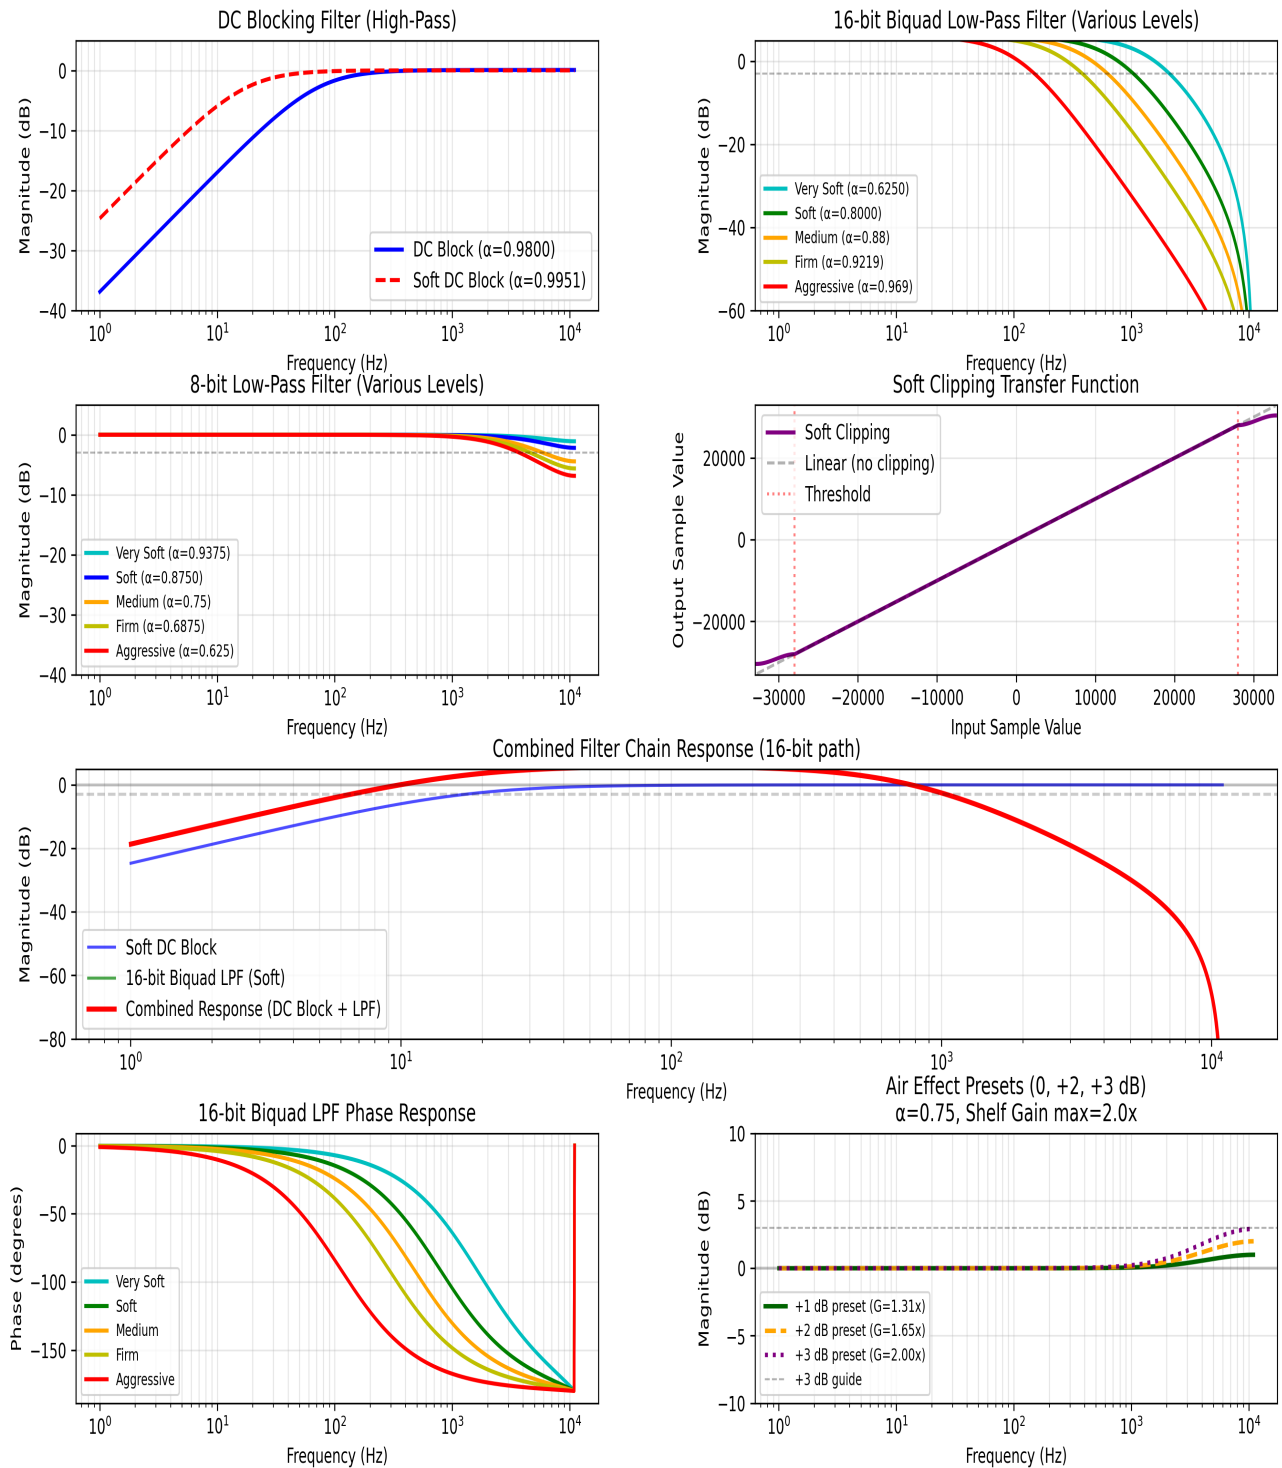 DC Blocking Filter (High-Pass)
Magnitude (dB)
0
−10
−20
−30
−40
DC Block (α=0.9800)
Soft DC Block (α=0.9951)
10⁰ 10¹ 10² 10³ 10⁴
Frequency (Hz)
16-bit Biquad Low-Pass Filter (Various Levels)
Magnitude (dB)
0
−20
−40
−60
Very Soft (α=0.6250)
Soft (α=0.8000)
Medium (α=0.88)
Firm (α=0.9219)
Aggressive (α=0.969)
10⁰ 10¹ 10² 10³ 10⁴
Frequency (Hz)
8-bit Low-Pass Filter (Various Levels)
Magnitude (dB)
0
−10
−20
−30
−40
Very Soft (α=0.9375)
Soft (α=0.8750)
Medium (α=0.75)
Firm (α=0.6875)
Aggressive (α=0.625)
10⁰ 10¹ 10² 10³ 10⁴
Frequency (Hz)
Soft Clipping Transfer Function
Output Sample Value
20000
0
−20000
Soft Clipping
Linear (no clipping)
Threshold
−30000 −20000 −10000 0 10000 20000 30000
Input Sample Value
Combined Filter Chain Response (16-bit path)
Magnitude (dB)
0
−20
−40
−60
−80
Soft DC Block
16-bit Biquad LPF (Soft)
Combined Response (DC Block + LPF)
10⁰ 10¹ 10² 10³ 10⁴
Frequency (Hz)
16-bit Biquad LPF Phase Response
Phase (degrees)
0
−50
−100
−150
Very Soft
Soft
Medium
Firm
Aggressive
10⁰ 10¹ 10² 10³ 10⁴
Frequency (Hz)
Air Effect Presets (0, +2, +3 dB)
α=0.75, Shelf Gain max=2.0x
Magnitude (dB)
10
5
0
−5
−10
+1 dB preset (G=1.31x)
+2 dB preset (G=1.65x)
+3 dB preset (G=2.00x)
+3 dB guide
10⁰ 10¹ 10² 10³ 10⁴
Frequency (Hz)